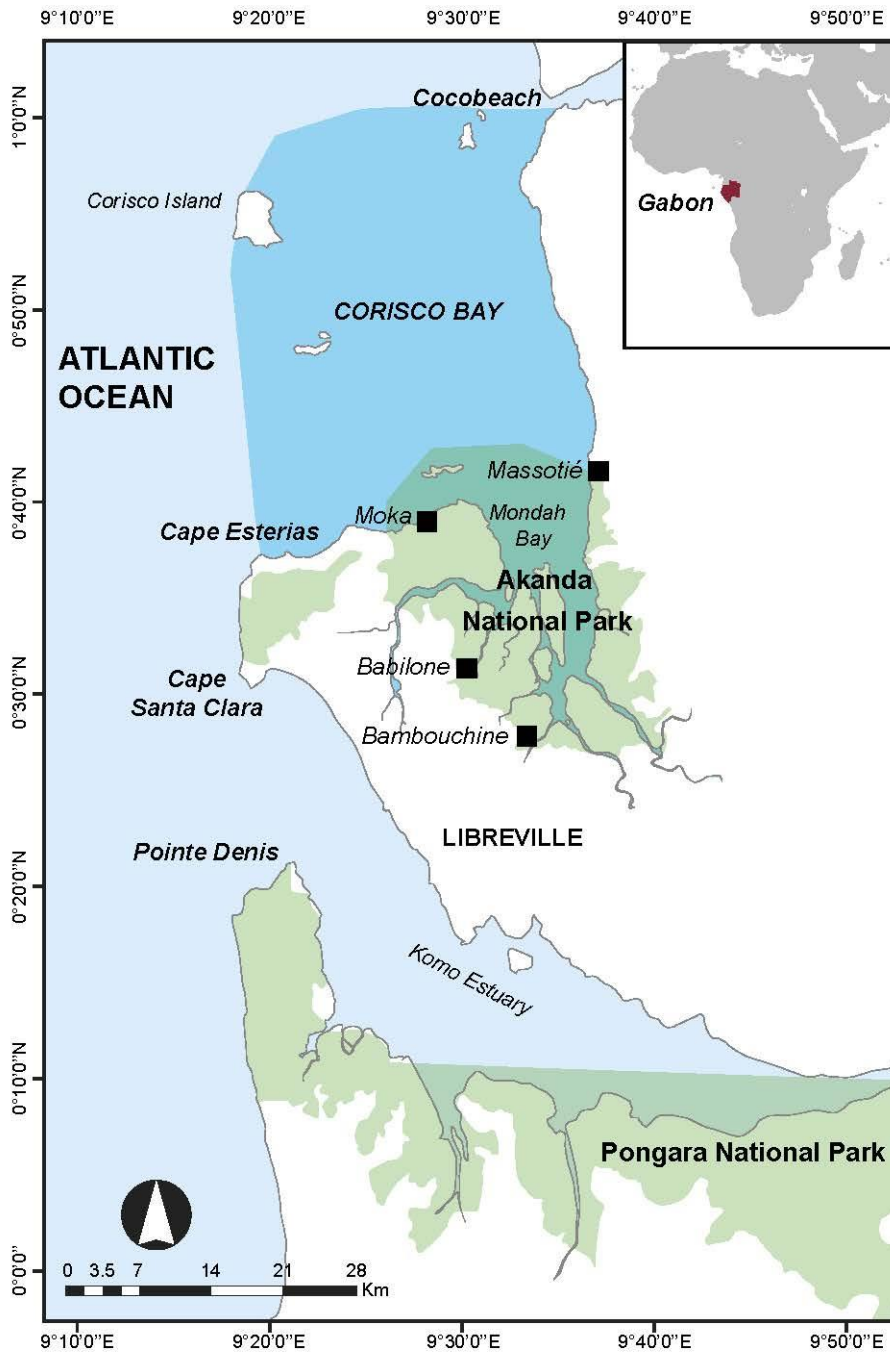 9°10'0"E 9°20'0"E 9°30'0"E 9°40'0"E 9°50'0"E
1°0'0"N
0°50'0"N
0°40'0"N
0°30'0"N
0°20'0"N
0°10'0"N
0°0'0"
Cocobeach
Gabon
Corisco Island
CORISCO BAY
ATLANTIC
OCEAN
Massotié
Moka
Mondah
Bay
Cape Esterias
Akanda
National Park
Babilone
Cape
Santa Clara
Bambouchine
LIBREVILLE
Pointe Denis
Komo Estuary
Pongara National Park
0 3.5 7 14 21 28
Km
9°10'0"E 9°20'0"E 9°30'0"E 9°40'0"E 9°50'0"E